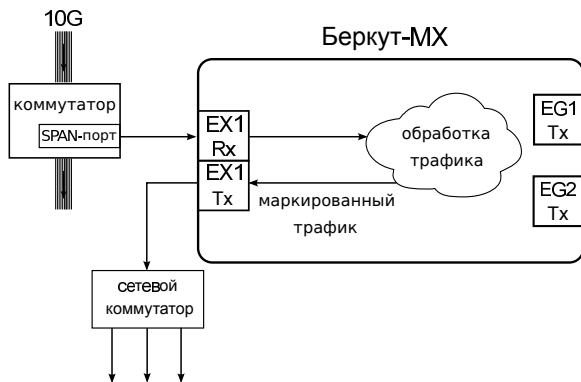 10G
Беркут-MX
коммутатор
SPAN-порт
EX1
Rx
EX1
Tx
обработка
трафика
EG1
Tx
EG2
Tx
маркированный
трафик
сетевой
коммутатор